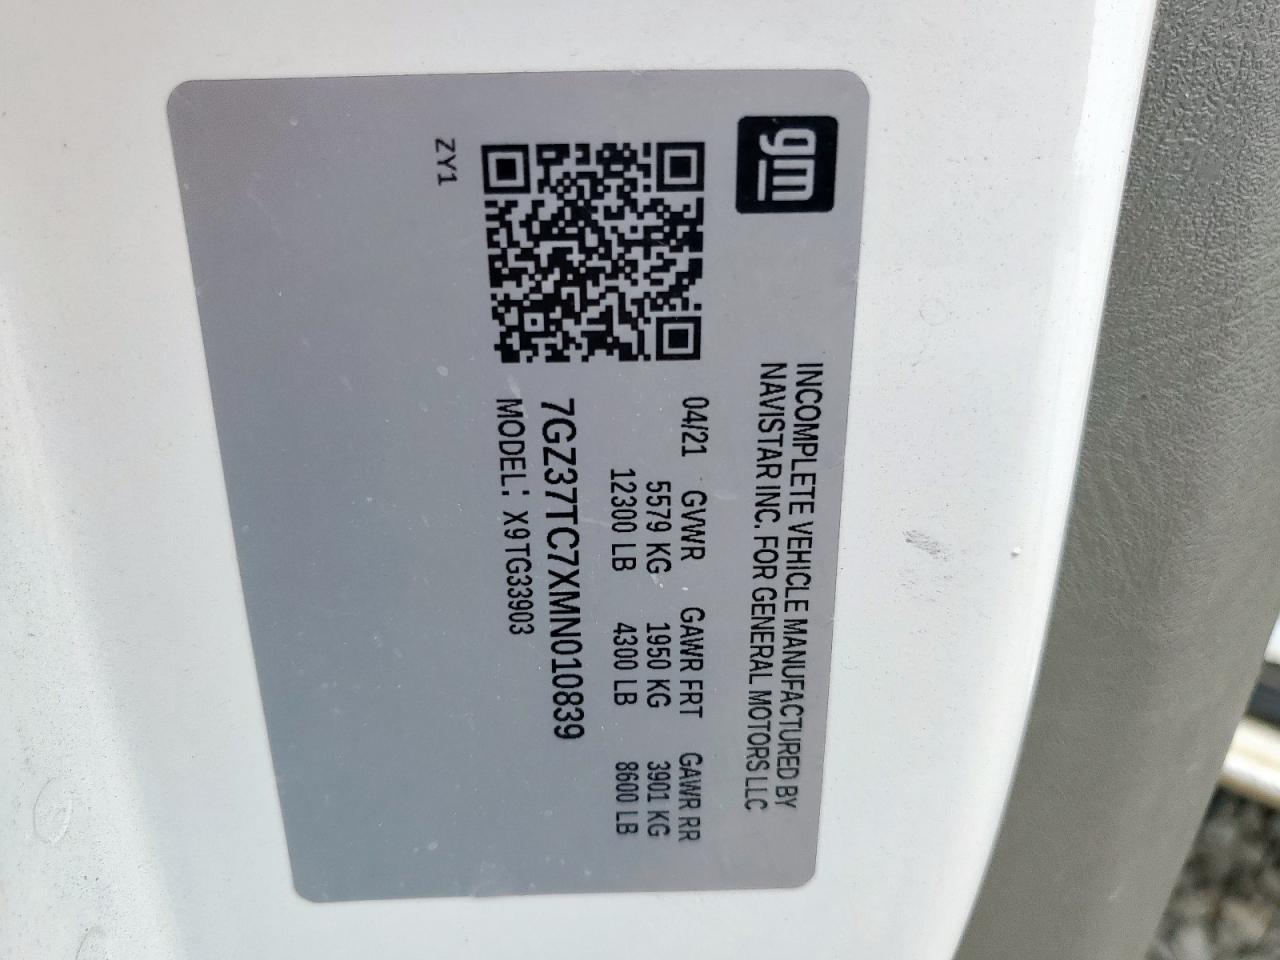 gm
INCOMPLETE VEHICLE MANUFACTURED BY
NAVISTAR INC. FOR GENERAL MOTORS LLC
04/21 GVWR GAWR FRT GAWR RR
5579 KG 1950 KG 3901 KG
12300 LB 4300 LB 8600 LB
7GZ37TC7XMN010839
MODEL: X9TG33903
ZY1